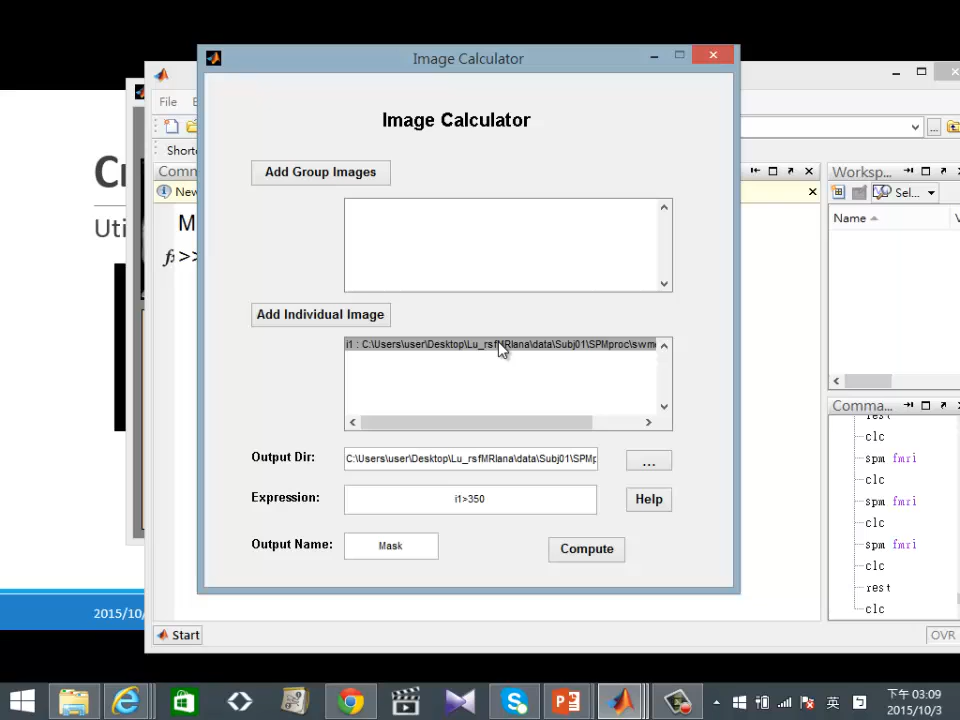 Image Calculator
Image Calculator
Add Group Images
Add Individual Image
i1 : C:\Users\user\Desktop\Lu_rsfMRIana\data\Subj01\SPMproc\swm
Output Dir:
C:\Users\user\Desktop\Lu_rsfMRIana\data\Subj01\SPMp
...
Expression:
i1>350
Help
Output Name:
Mask
Compute
File
Shortc
Comm
New
M
fx >>
Cr
Uti
2015/10/
Start
Worksp...
Sel...
Name
Comma...
rest
clc
spm fmri
clc
spm fmri
clc
spm fmri
clc
rest
clc
OVR
英
下午 03:09
2015/10/3